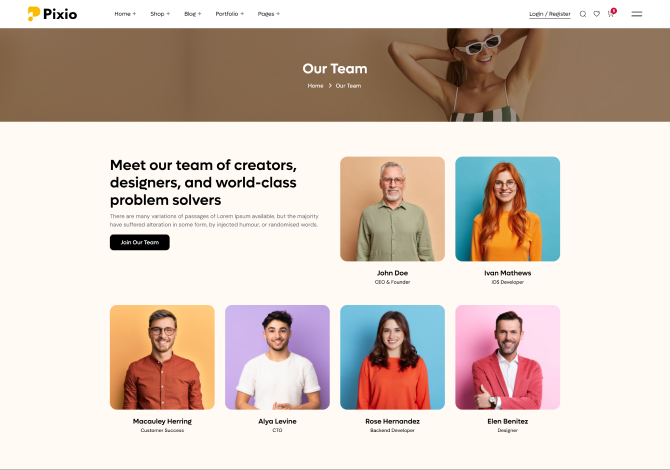 Pixio
Home + Shop + Blog + Portfolio + Pages +
Login / Register
5
Our Team
Home > Our Team
Meet our team of creators,
designers, and world-class
problem solvers
There are many variations of passages of Lorem Ipsum available, but the majority
have suffered alteration in some form, by injected humour, or randomised words.
Join Our Team
John Doe
CEO & Founder
Ivan Mathews
iOS Developer
Macauley Herring
Customer Success
Alya Levine
CTO
Rose Hernandez
Backend Developer
Elen Benitez
Designer